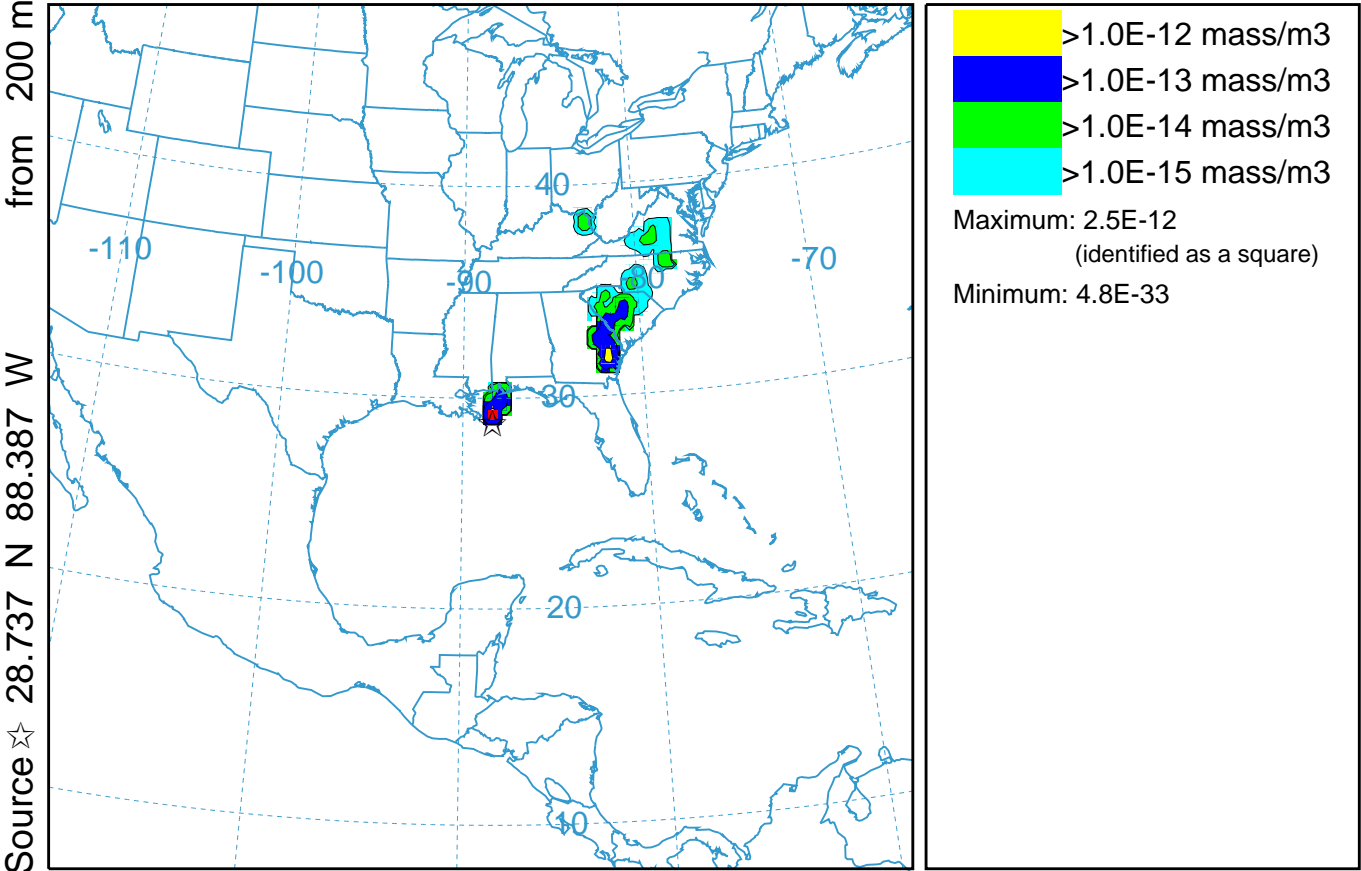 Source ☆ 28.737 N 88.387 W from 200 m
>1.0E-12 mass/m3
>1.0E-13 mass/m3
>1.0E-14 mass/m3
>1.0E-15 mass/m3
Maximum: 2.5E-12
(identified as a square)
Minimum: 4.8E-33
40
-110
-100
-90
80
-70
30
20
10